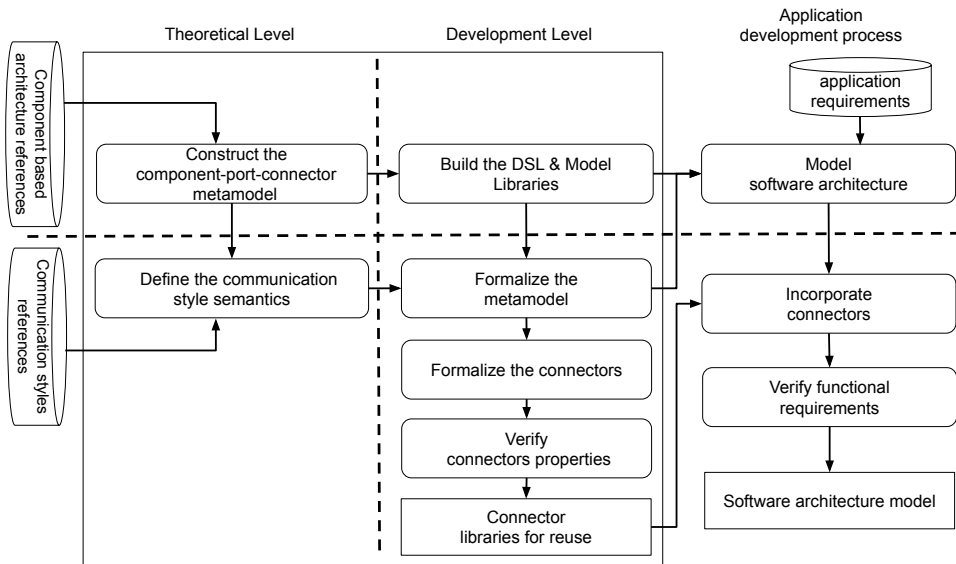 Theoretical Level
Development Level
Application
development process
Component based
architecture references
application
requirements
Construct the
component-port-connector
metamodel
Build the DSL & Model
Libraries
Model
software architecture
Communication styles
references
Define the communication
style semantics
Formalize the
metamodel
Incorporate
connectors
Formalize the connectors
Verify functional
requirements
Verify
connectors properties
Connector
libraries for reuse
Software architecture model